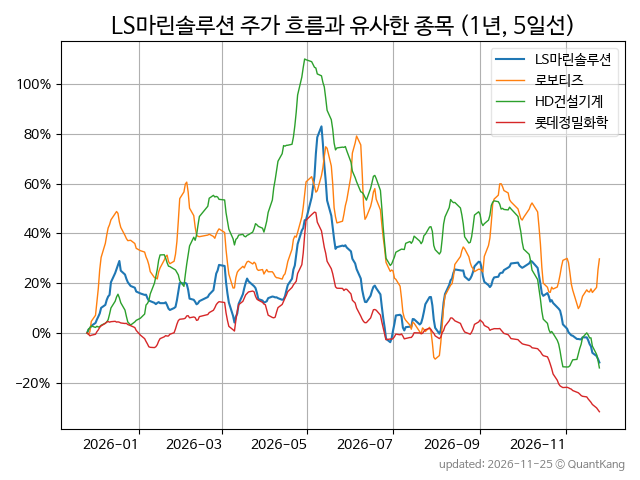 LS마린솔루션 주가 흐름과 유사한 종목 (1년, 5일선)
LS마린솔루션
로보티즈
HD건설기계
롯데정밀화학
100%
80%
60%
40%
20%
0%
−20%
2026-01
2026-03
2026-05
2026-07
2026-09
2026-11
updated: 2026-11-25 © QuantKang